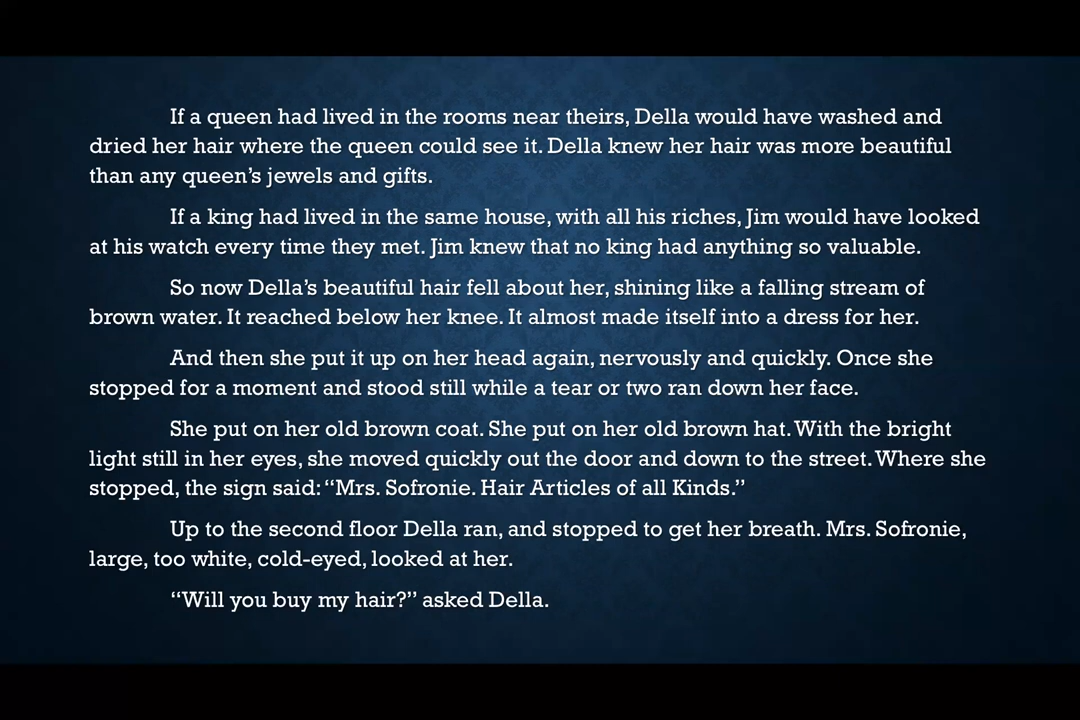 If a queen had lived in the rooms near theirs, Della would have washed and
dried her hair where the queen could see it. Della knew her hair was more beautiful
than any queen’s jewels and gifts.
If a king had lived in the same house, with all his riches, Jim would have looked
at his watch every time they met. Jim knew that no king had anything so valuable.
So now Della’s beautiful hair fell about her, shining like a falling stream of
brown water. It reached below her knee. It almost made itself into a dress for her.
And then she put it up on her head again, nervously and quickly. Once she
stopped for a moment and stood still while a tear or two ran down her face.
She put on her old brown coat. She put on her old brown hat. With the bright
light still in her eyes, she moved quickly out the door and down to the street. Where she
stopped, the sign said: “Mrs. Sofronie. Hair Articles of all Kinds.”
Up to the second floor Della ran, and stopped to get her breath. Mrs. Sofronie,
large, too white, cold-eyed, looked at her.
“Will you buy my hair?” asked Della.